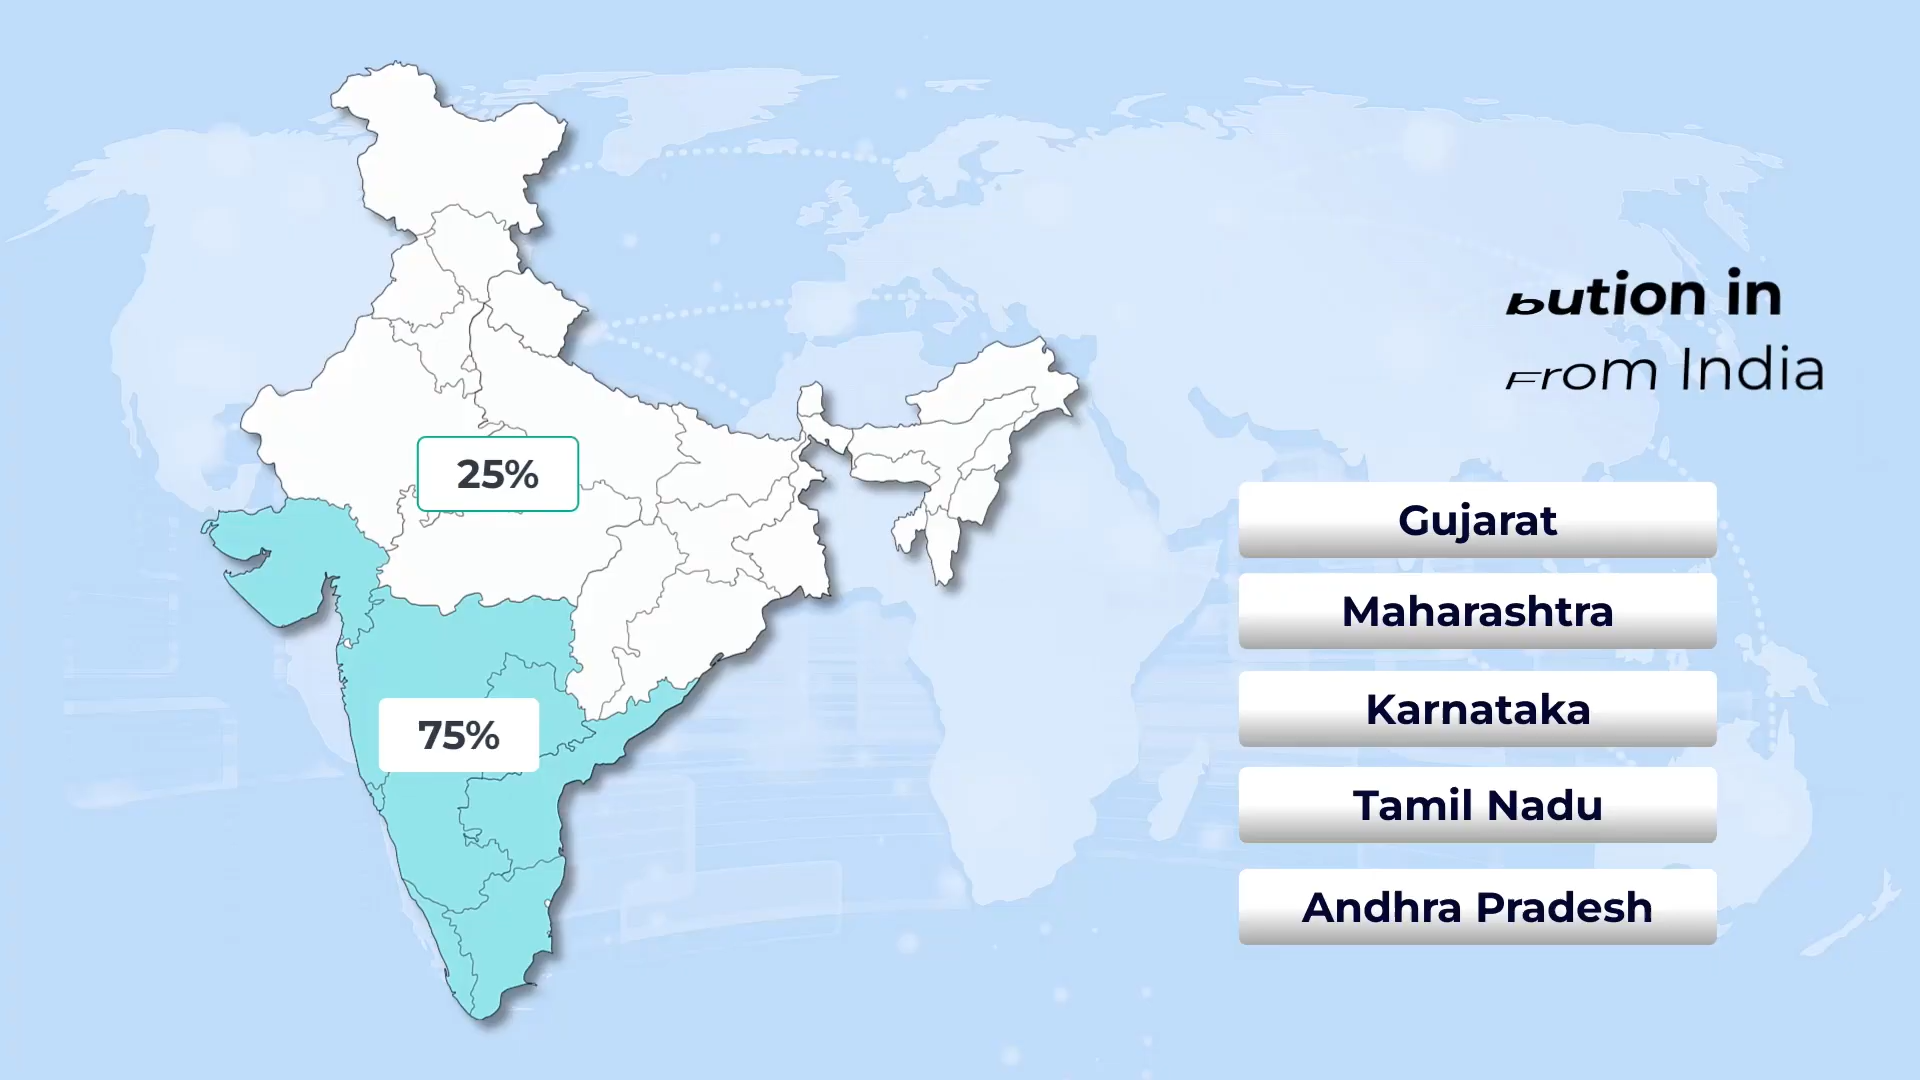 bution in
From India
25%
75%
Gujarat
Maharashtra
Karnataka
Tamil Nadu
Andhra Pradesh